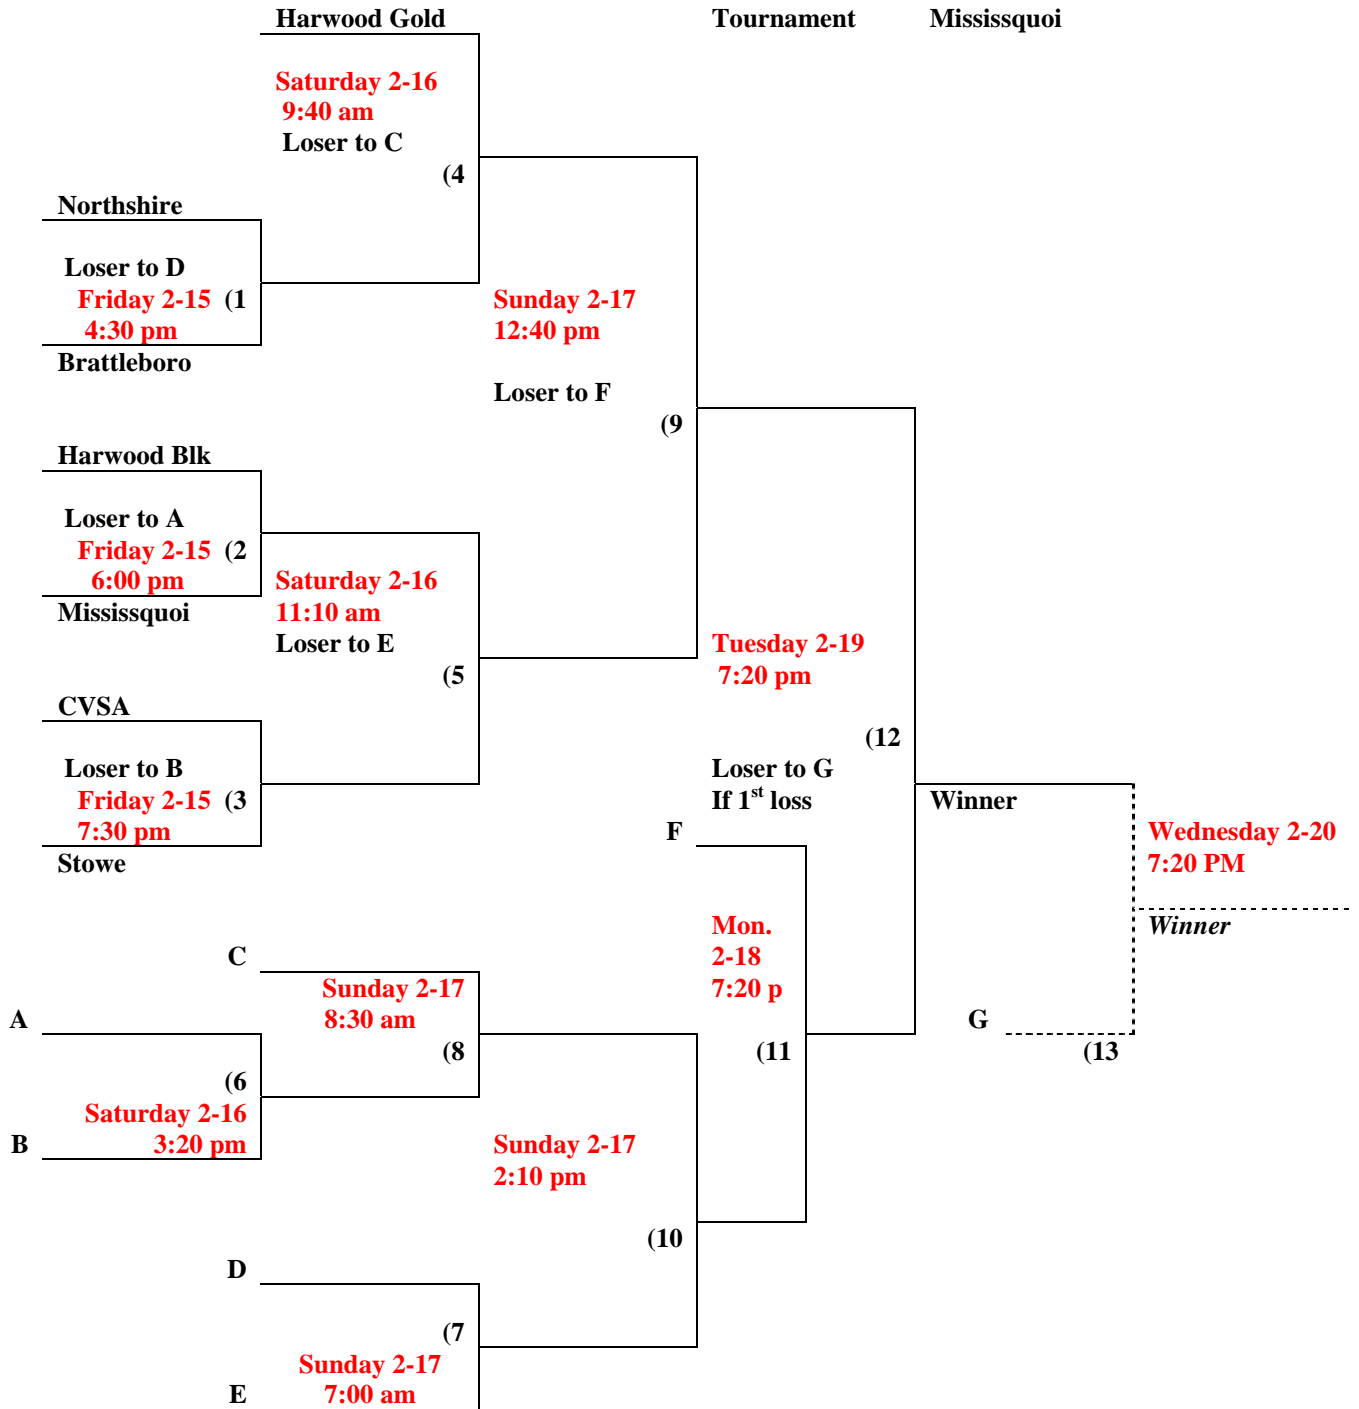 Harwood Gold Tournament Mississquoi
Saturday 2-16
9:40 am
Loser to C
(4
Northshire
Loser to D
Friday 2-15 (1
4:30 pm
Brattleboro
Sunday 2-17
12:40 pm
Loser to F
(9
Harwood Blk
Loser to A
Friday 2-15 (2
6:00 pm
Mississquoi
Saturday 2-16
11:10 am
Loser to E
(5
Tuesday 2-19
7:20 pm
(12
Loser to G
If 1st loss
CVSA
Loser to B
Friday 2-15 (3
7:30 pm
Stowe
Winner
F
Wednesday 2-20
7:20 PM
Winner
Mon.
2-18
7:20 p
(11
G
(13
C
Sunday 2-17
8:30 am
(8
A
(6
Saturday 2-16
3:20 pm
B
Sunday 2-17
2:10 pm
(10
D
(7
Sunday 2-17
7:00 am
E